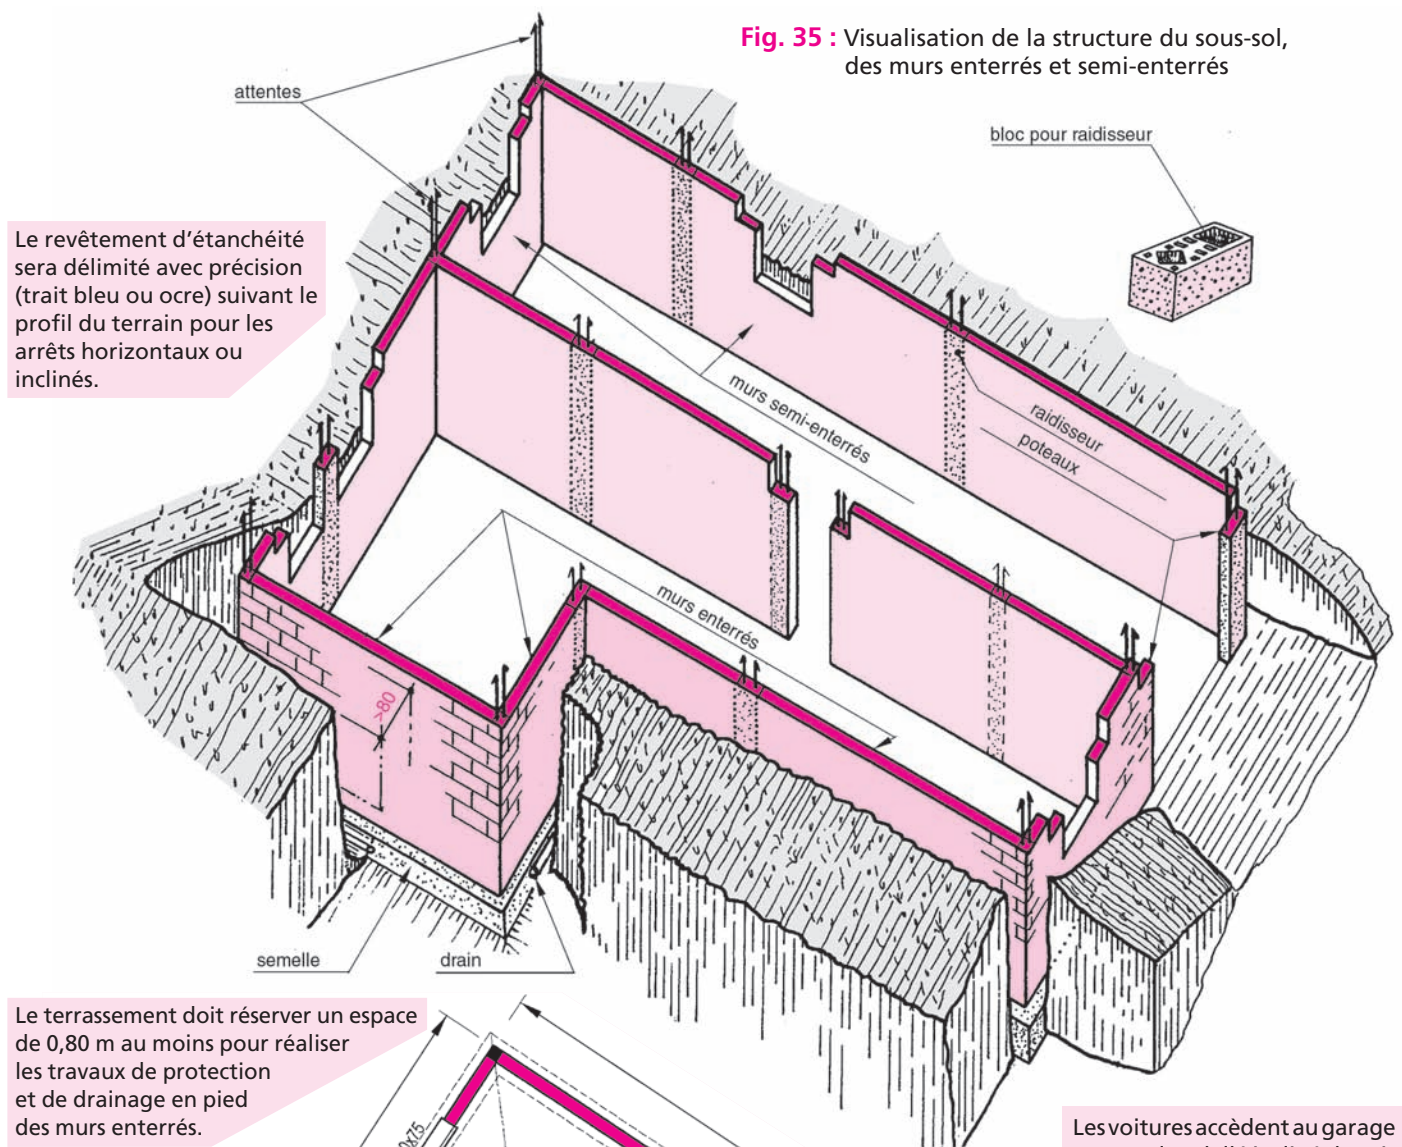 Fig. 35 : Visualisation de la structure du sous-sol,
des murs enterrés et semi-enterrés
attentes
bloc pour raidisseur
Le revêtement d'étanchéité
sera délimité avec précision
(trait bleu ou ocre) suivant le
profil du terrain pour les
arrêts horizontaux ou
inclinés.
murs semi-enterrés
raidisseur
poteaux
murs enterrés
>80
semelle
drain
Le terrassement doit réserver un espace
de 0,80 m au moins pour réaliser
les travaux de protection
et de drainage en pied
des murs enterrés.
Les voitures accèdent au garage